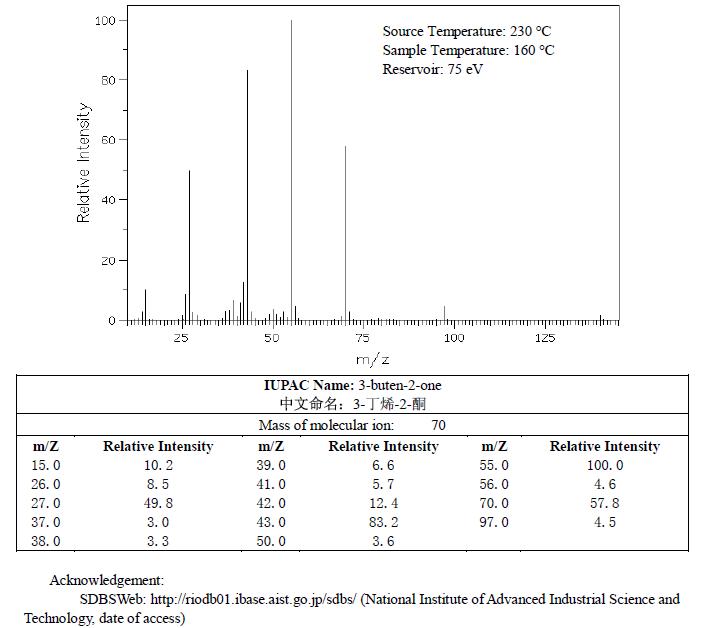 Source Temperature: 230 °C
Sample Temperature: 160 °C
Reservoir: 75 eV
100
80
60
40
20
0
Relative Intensity
25 50 75 100 125
m/z
IUPAC Name: 3-buten-2-one
中文命名：3-丁烯-2-酮
Mass of molecular ion: 70
m/Z Relative Intensity m/Z Relative Intensity m/Z Relative Intensity
15.0 10.2 39.0 6.6 55.0 100.0
26.0 8.5 41.0 5.7 56.0 4.6
27.0 49.8 42.0 12.4 70.0 57.8
37.0 3.0 43.0 83.2 97.0 4.5
38.0 3.3 50.0 3.6
Acknowledgement:
SDBSWeb: http://riodb01.ibase.aist.go.jp/sdbs/ (National Institute of Advanced Industrial Science and
Technology, date of access)